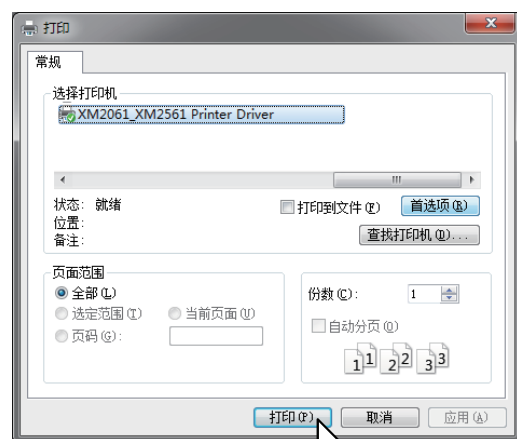 打印
常规
选择打印机
XM2061_XM2561 Printer Driver
状态: 就绪
打印到文件(F)
首选项(R)
位置:
备注:
查找打印机(D)...
页面范围
全部(L)
份数(C): 1
选定范围(T)
当前页面(U)
页码(G):
自动分页(O)
1 1 2 2 3 3
打印(P)
取消
应用(A)